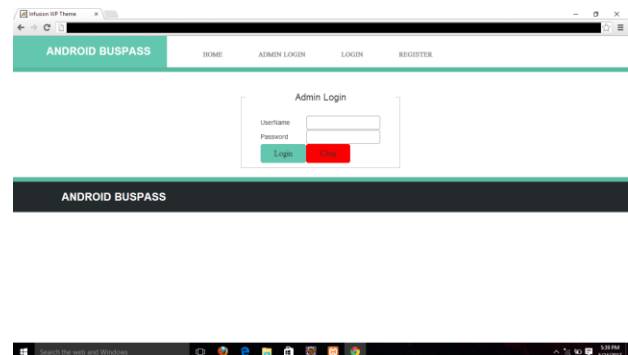 Infusion WP Theme
ANDROID BUSPASS
HOME ADMIN LOGIN LOGIN REGISTER
Admin Login
UserName
Password
Login Clear
ANDROID BUSPASS
Search the web and Windows
5:39 PM